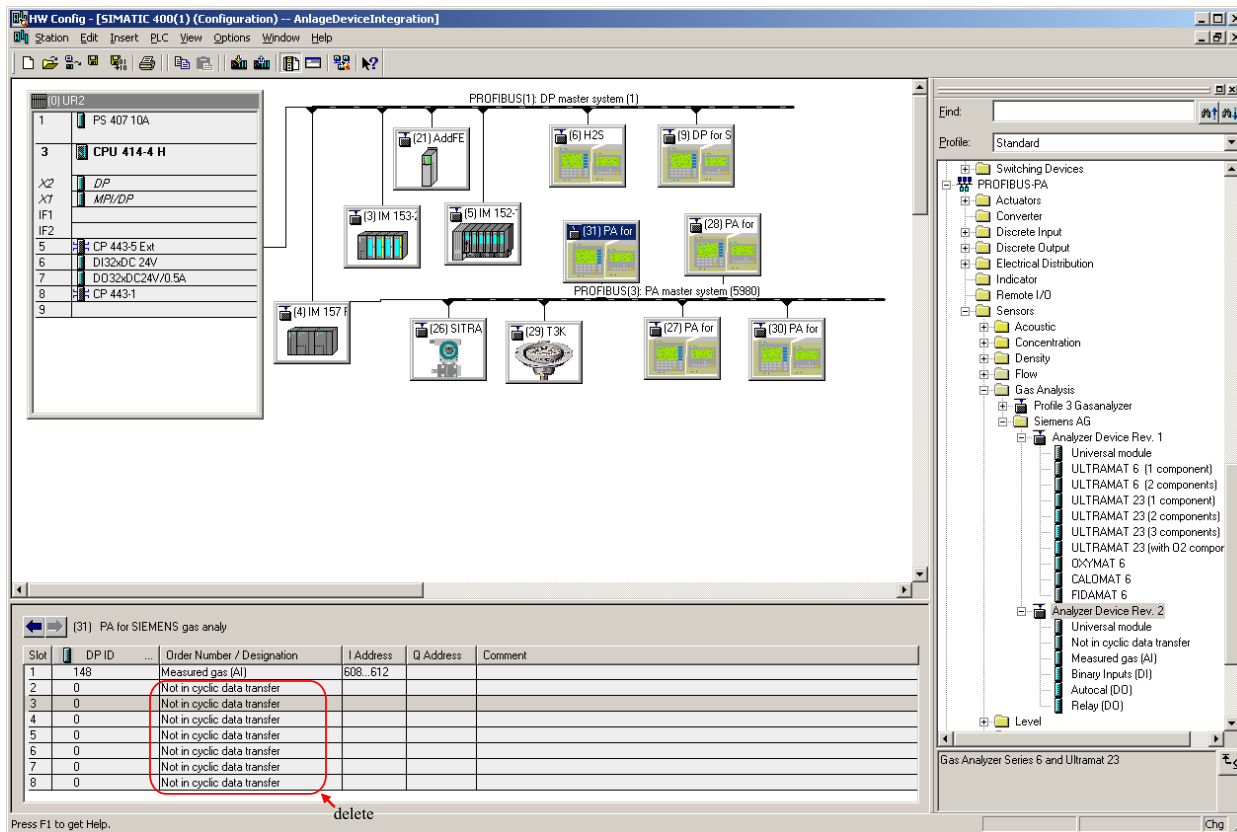 HW Config - [SIMATIC 400(1) (Configuration) -- AnlageDeviceIntegration]
Station Edit Insert PLC View Options Window Help
(0) UR2
1 PS 407 10A
3 CPU 414-4 H
X2 DP
X1 MPI/DP
IF1
IF2
5 CP 443-5 Ext
6 DI32xDC 24V
7 DO32xDC24V/0.5A
8 CP 443-1
9
PROFIBUS(1): DP master system (1)
(21) AddFE
(6) H2S
(9) DP for S
(3) IM 153-2
(5) IM 152-1
(31) PA for
(28) PA for
PROFIBUS(3): PA master system (5980)
(4) IM 157
(26) SITRA
(29) T3K
(27) PA for
(30) PA for
Find:
Profile: Standard
Switching Devices
PROFIBUS-PA
Actuators
Converter
Discrete Input
Discrete Output
Electrical Distribution
Indicator
Remote I/O
Sensors
Acoustic
Concentration
Density
Flow
Gas Analysis
Profile 3 Gasanalyzer
Siemens AG
Analyzer Device Rev. 1
Universal module
ULTRAMAT 6 (1 component)
ULTRAMAT 6 (2 components)
ULTRAMAT 23 (1 component)
ULTRAMAT 23 (2 components)
ULTRAMAT 23 (3 components)
ULTRAMAT 23 (with O2 compor
OXYMAT 6
CALOMAT 6
FIDAMAT 6
Analyzer Device Rev. 2
Universal module
Not in cyclic data transfer
Measured gas (AI)
Binary Inputs (DI)
Autocal (DO)
Relay (DO)
Level
Gas Analyzer Series 6 and Ultramat 23
(31) PA for SIEMENS gas analy
Slot DP ID ... Order Number / Designation I Address Q Address Comment
1 148 Measured gas (AI) 608...612
2 0 Not in cyclic data transfer
3 0 Not in cyclic data transfer
4 0 Not in cyclic data transfer
5 0 Not in cyclic data transfer
6 0 Not in cyclic data transfer
7 0 Not in cyclic data transfer
8 0 Not in cyclic data transfer
delete
Press F1 to get Help.
Chg